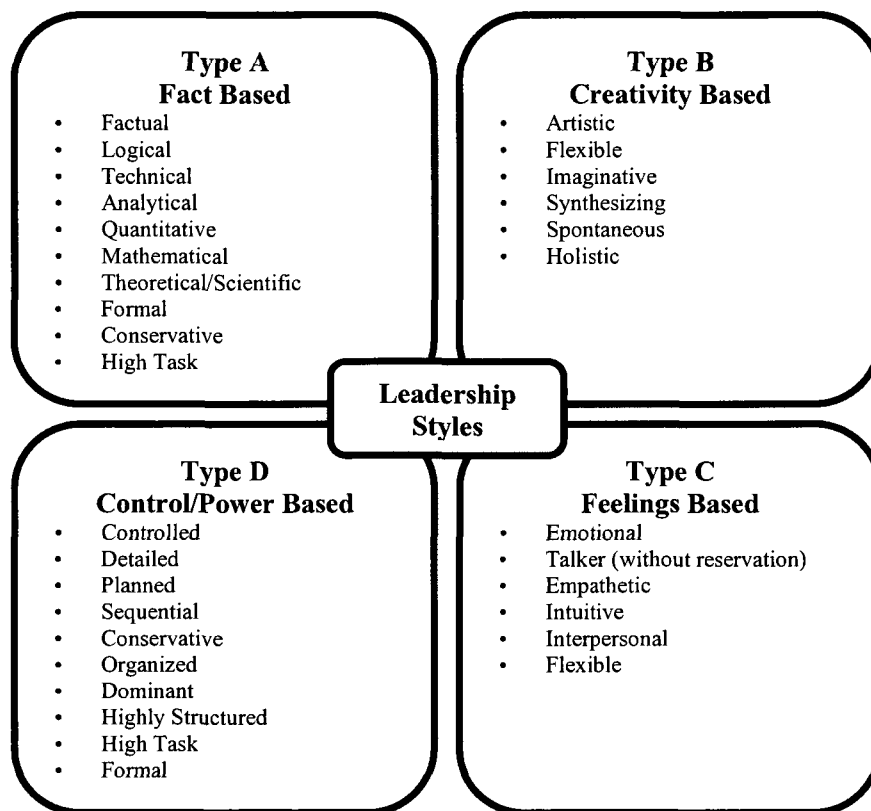 Type A
Fact Based
• Factual
• Logical
• Technical
• Analytical
• Quantitative
• Mathematical
• Theoretical/Scientific
• Formal
• Conservative
• High Task
Type B
Creativity Based
• Artistic
• Flexible
• Imaginative
• Synthesizing
• Spontaneous
• Holistic
Leadership
Styles
Type D
Control/Power Based
• Controlled
• Detailed
• Planned
• Sequential
• Conservative
• Organized
• Dominant
• Highly Structured
• High Task
• Formal
Type C
Feelings Based
• Emotional
• Talker (without reservation)
• Empathetic
• Intuitive
• Interpersonal
• Flexible